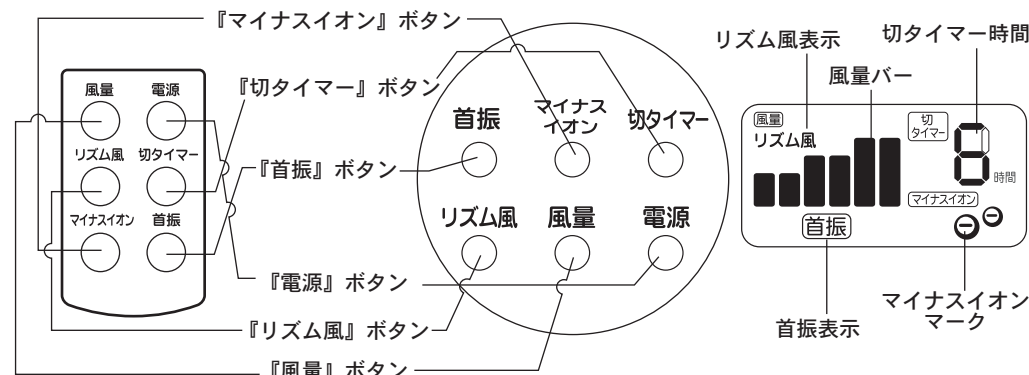 『マイナスイオン』ボタン
『切タイマー』ボタン
『首振』ボタン
『電源』ボタン
『リズム風』ボタン
『風量』ボタン
風量 電源
リズム風 切タイマー
マイナスイオン 首振
首振 マイナス
イオン 切タイマー
リズム風 風量 電源
リズム風表示
切タイマー時間
風量バー
風量
リズム風
切
タイマー
8
時間
マイナスイオン
首振
首振表示
マイナスイオン
マーク